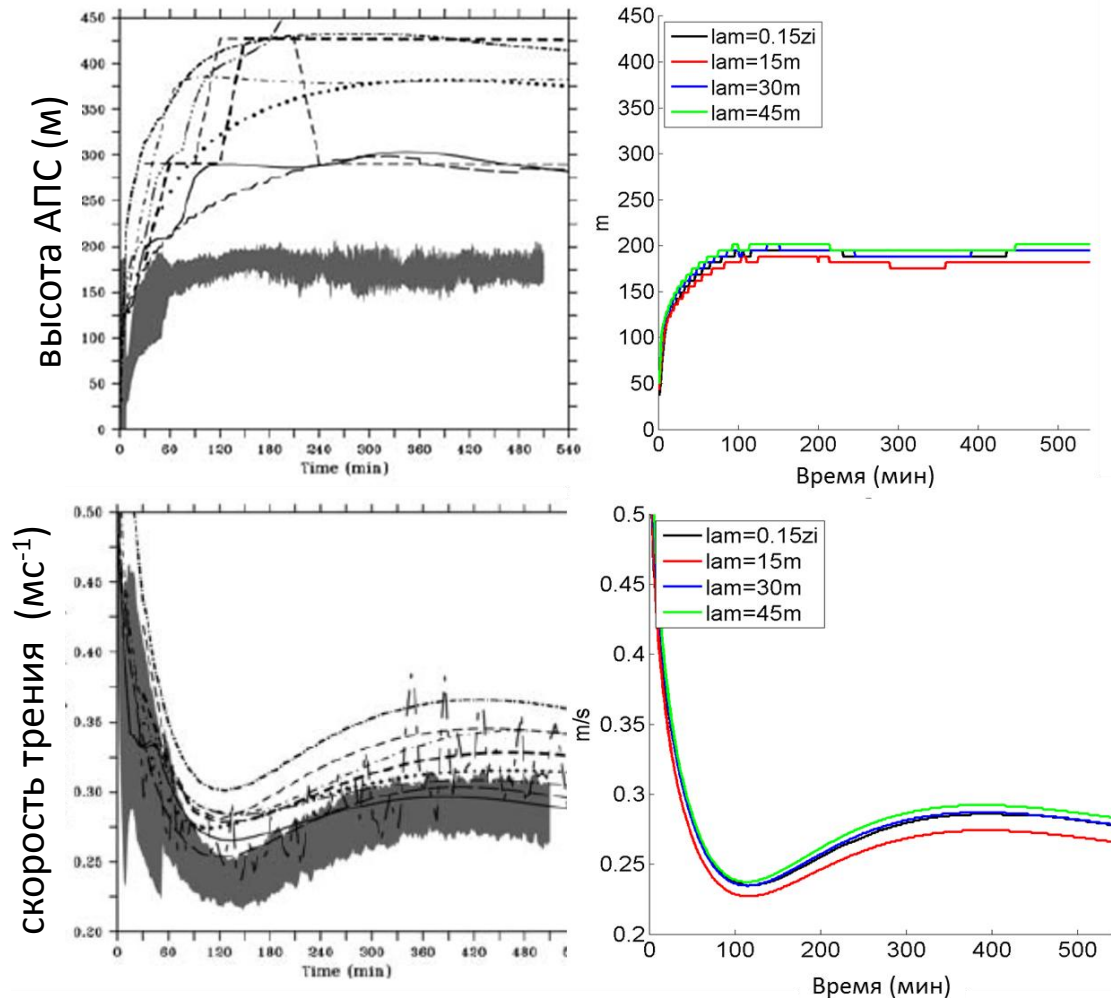 высота АПС (м)
450
400
350
300
250
200
150
100
50
0
0 60 120 180 240 300 360 420 480 540
Time (min)
m
450
400
350
300
250
200
150
100
50
0
lam=0.15zi
lam=15m
lam=30m
lam=45m
0 100 200 300 400 500
Время (мин)
скорость трения (мс⁻¹)
0.50
0.45
0.40
0.35
0.30
0.25
0.20
0 60 120 180 240 300 360 420 480
Time (min)
m/s
0.5
0.45
0.4
0.35
0.3
0.25
0.2
lam=0.15zi
lam=15m
lam=30m
lam=45m
0 100 200 300 400 500
Время (мин)